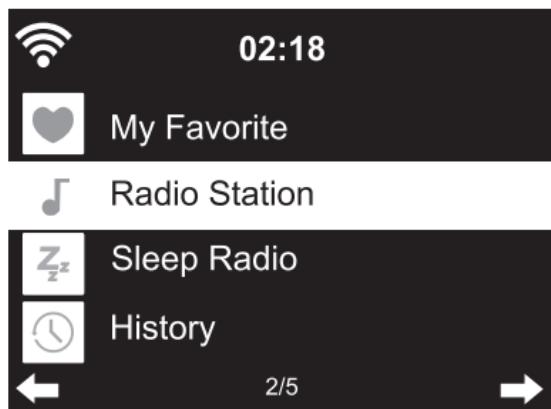 02:18
My Favorite
Radio Station
Sleep Radio
History
2/5